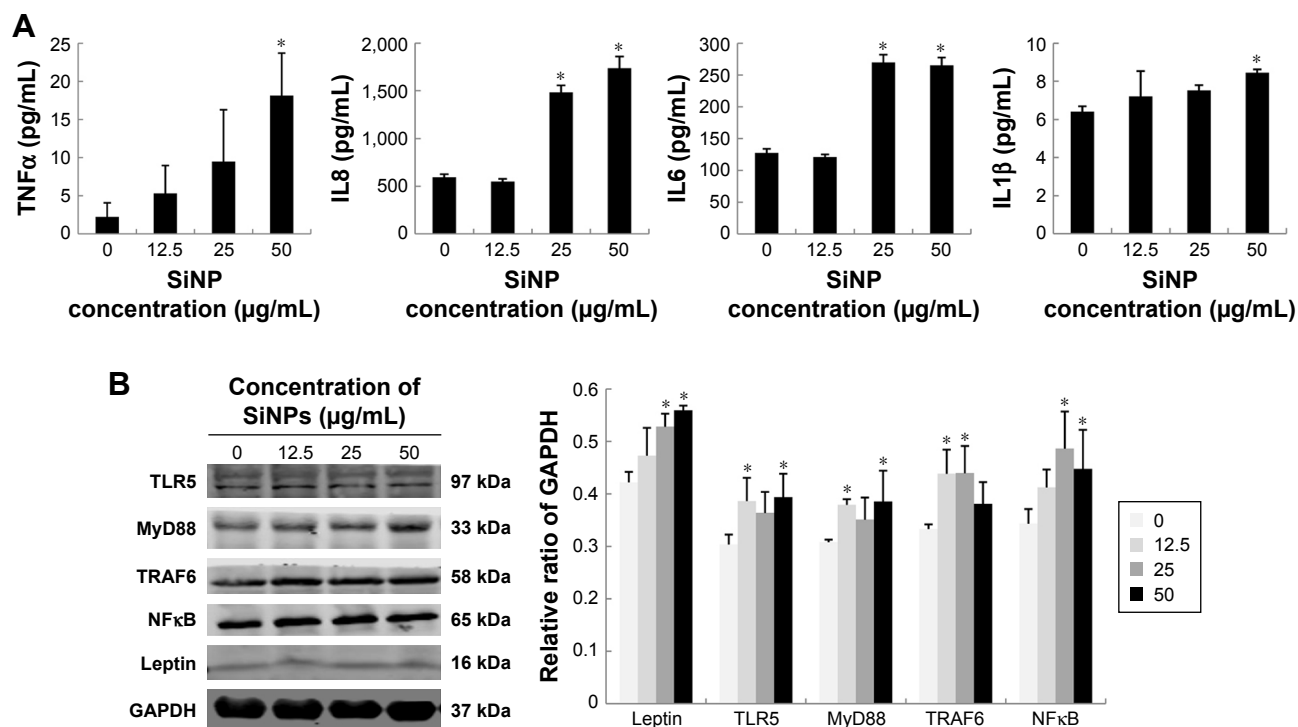 A
TNFα (pg/mL)
25
20
15
10
5
0
0 12.5 25 50
SiNP
concentration (µg/mL)
*
IL8 (pg/mL)
2,000
1,500
1,000
500
0
0 12.5 25 50
SiNP
concentration (µg/mL)
* *
IL6 (pg/mL)
300
250
200
150
100
50
0
0 12.5 25 50
SiNP
concentration (µg/mL)
* *
IL1β (pg/mL)
10
8
6
4
2
0
0 12.5 25 50
SiNP
concentration (µg/mL)
*
B
Concentration of
SiNPs (µg/mL)
0 12.5 25 50
TLR5 97 kDa
MyD88 33 kDa
TRAF6 58 kDa
NFκB 65 kDa
Leptin 16 kDa
GAPDH 37 kDa
Relative ratio of GAPDH
0.6
0.5
0.4
0.3
0.2
0.1
0
* * * * * * * * * *
Leptin TLR5 MyD88 TRAF6 NFκB
0
12.5
25
50